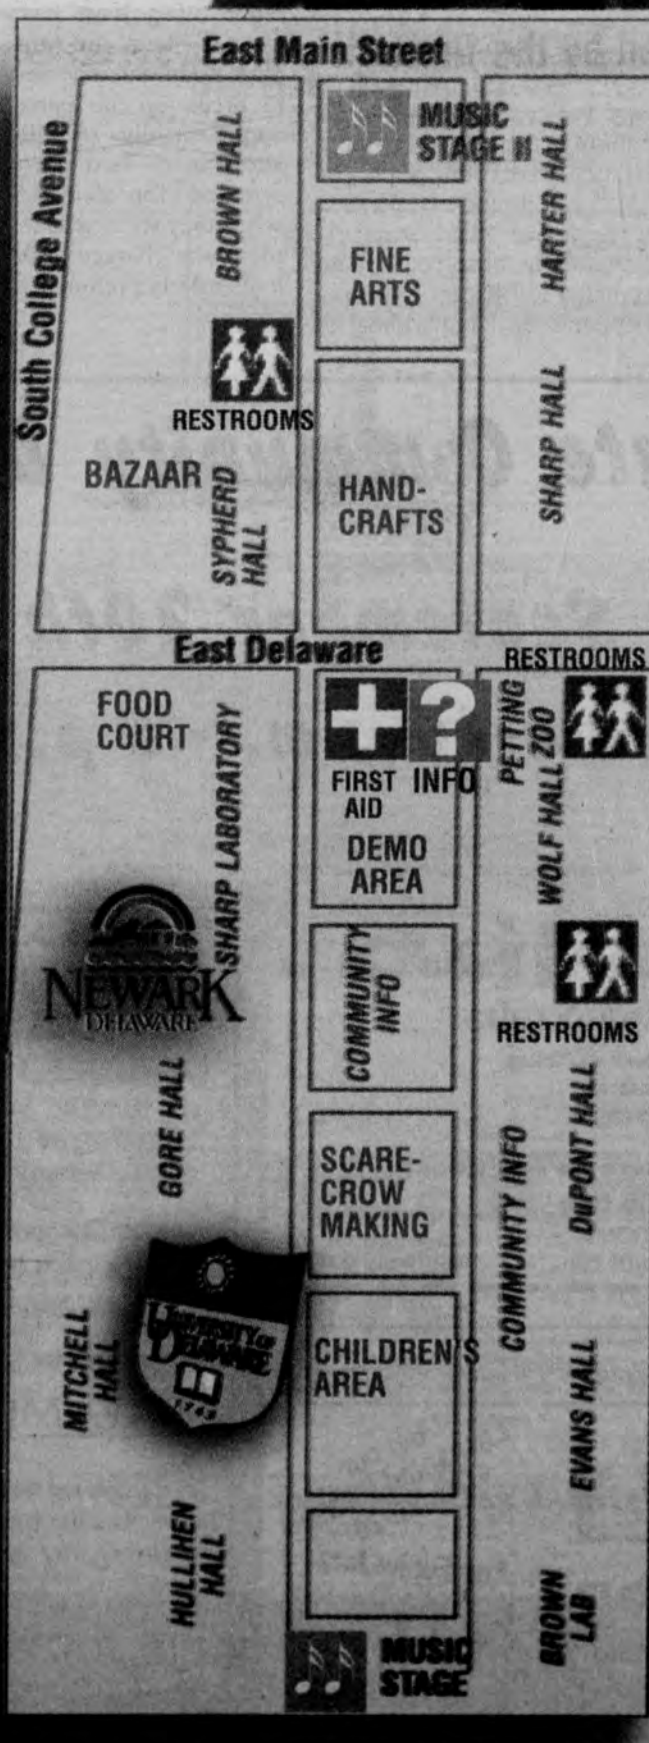 East Main Street
South College Avenue
BROWN HALL
MUSIC
STAGE II
HARTER HALL
FINE
ARTS
RESTROOMS
SHARP HALL
BAZAAR
SYPHERD
HALL
HAND-
CRAFTS
East Delaware
RESTROOMS
FOOD
COURT
SHARP LABORATORY
?
FIRST
AID
INFO
PETTING
ZOO
WOLF HALL
DEMO
AREA
NEWARK
DELAWARE
COMMUNITY
INFO
RESTROOMS
GORE HALL
SCARE-
CROW
MAKING
COMMUNITY INFO
DuPONT HALL
UNIVERSITY OF
DELAWARE
1743
MITCHELL
HALL
CHILDREN'S
AREA
EVANS HALL
HULLIHEN
HALL
BROWN
LAB
MUSIC
STAGE